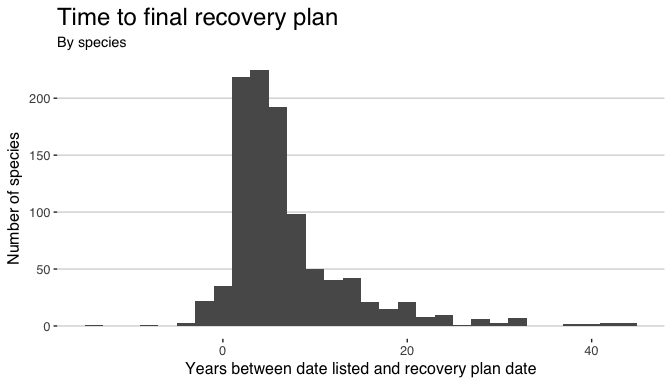 Time to final recovery plan
By species
Number of species
200
150
100
50
0
0
20
40
Years between date listed and recovery plan date